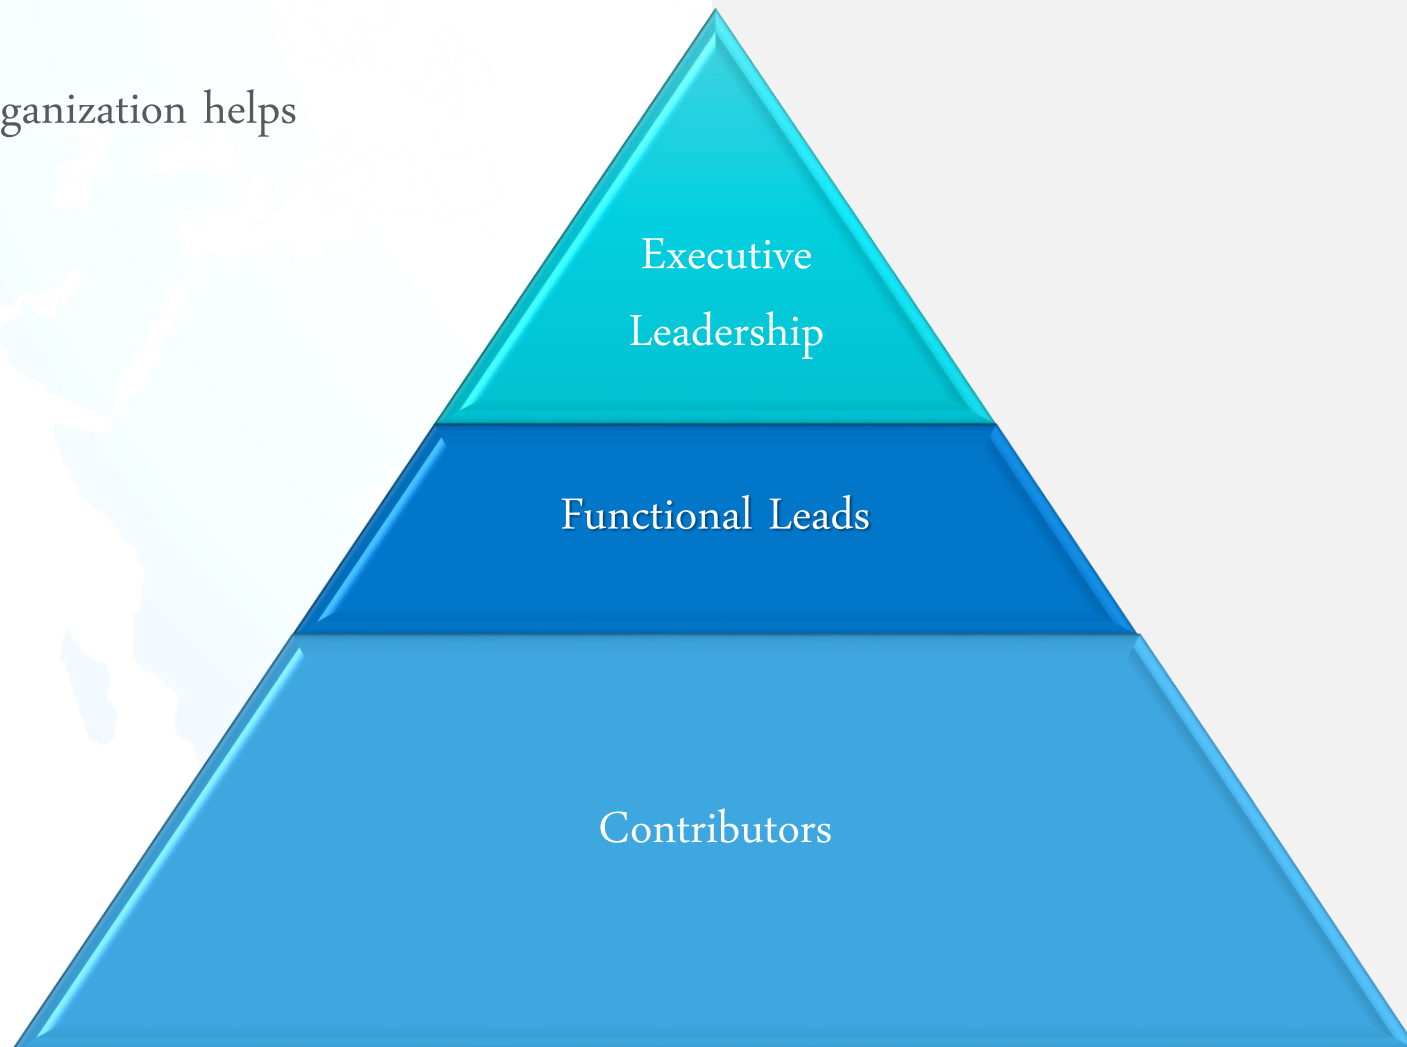 ganization helps
Executive
Leadership
Functional Leads
Contributors